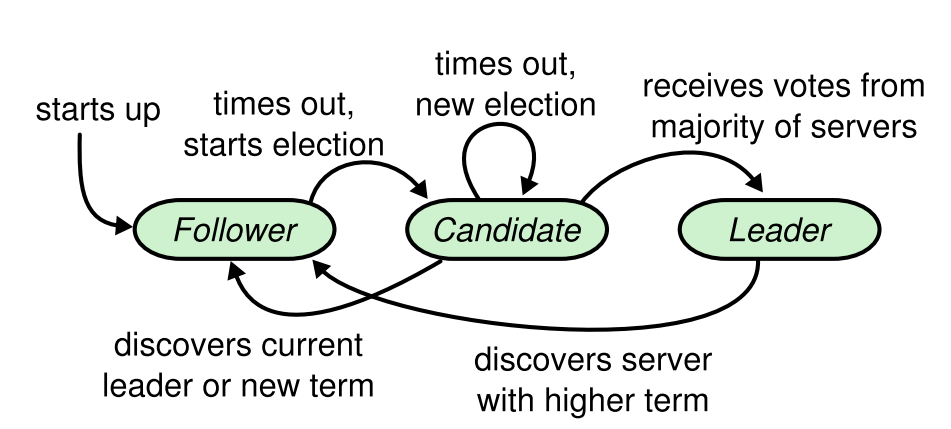 starts up
times out,
starts election
times out,
new election
receives votes from
majority of servers
Follower
Candidate
Leader
discovers current
leader or new term
discovers server
with higher term